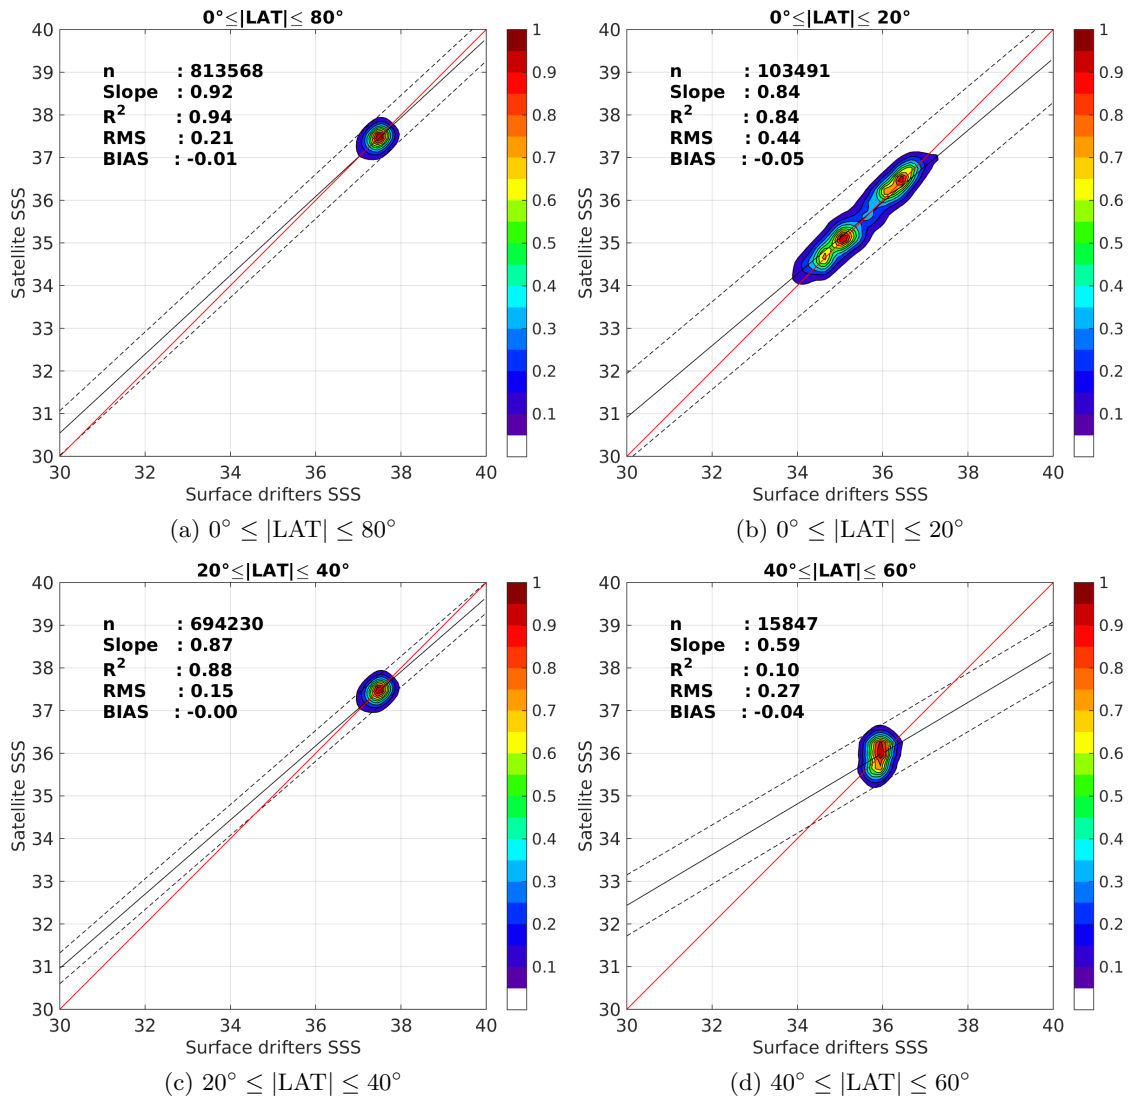 0°≤|LAT|≤ 80°
n : 813568
Slope : 0.92
R2 : 0.94
RMS : 0.21
BIAS : -0.01
40
39
38
37
36
35
34
33
32
31
30
30 32 34 36 38 40
Satellite SSS
Surface drifters SSS
1
0.9
0.8
0.7
0.6
0.5
0.4
0.3
0.2
0.1
(a) 0° ≤ |LAT| ≤ 80°
0°≤|LAT|≤ 20°
n : 103491
Slope : 0.84
R2 : 0.84
RMS : 0.44
BIAS : -0.05
40
39
38
37
36
35
34
33
32
31
30
30 32 34 36 38 40
Satellite SSS
Surface drifters SSS
1
0.9
0.8
0.7
0.6
0.5
0.4
0.3
0.2
0.1
(b) 0° ≤ |LAT| ≤ 20°
20°≤|LAT|≤ 40°
n : 694230
Slope : 0.87
R2 : 0.88
RMS : 0.15
BIAS : -0.00
40
39
38
37
36
35
34
33
32
31
30
30 32 34 36 38 40
Satellite SSS
Surface drifters SSS
1
0.9
0.8
0.7
0.6
0.5
0.4
0.3
0.2
0.1
(c) 20° ≤ |LAT| ≤ 40°
40°≤|LAT|≤ 60°
n : 15847
Slope : 0.59
R2 : 0.10
RMS : 0.27
BIAS : -0.04
40
39
38
37
36
35
34
33
32
31
30
30 32 34 36 38 40
Satellite SSS
Surface drifters SSS
1
0.9
0.8
0.7
0.6
0.5
0.4
0.3
0.2
0.1
(d) 40° ≤ |LAT| ≤ 60°